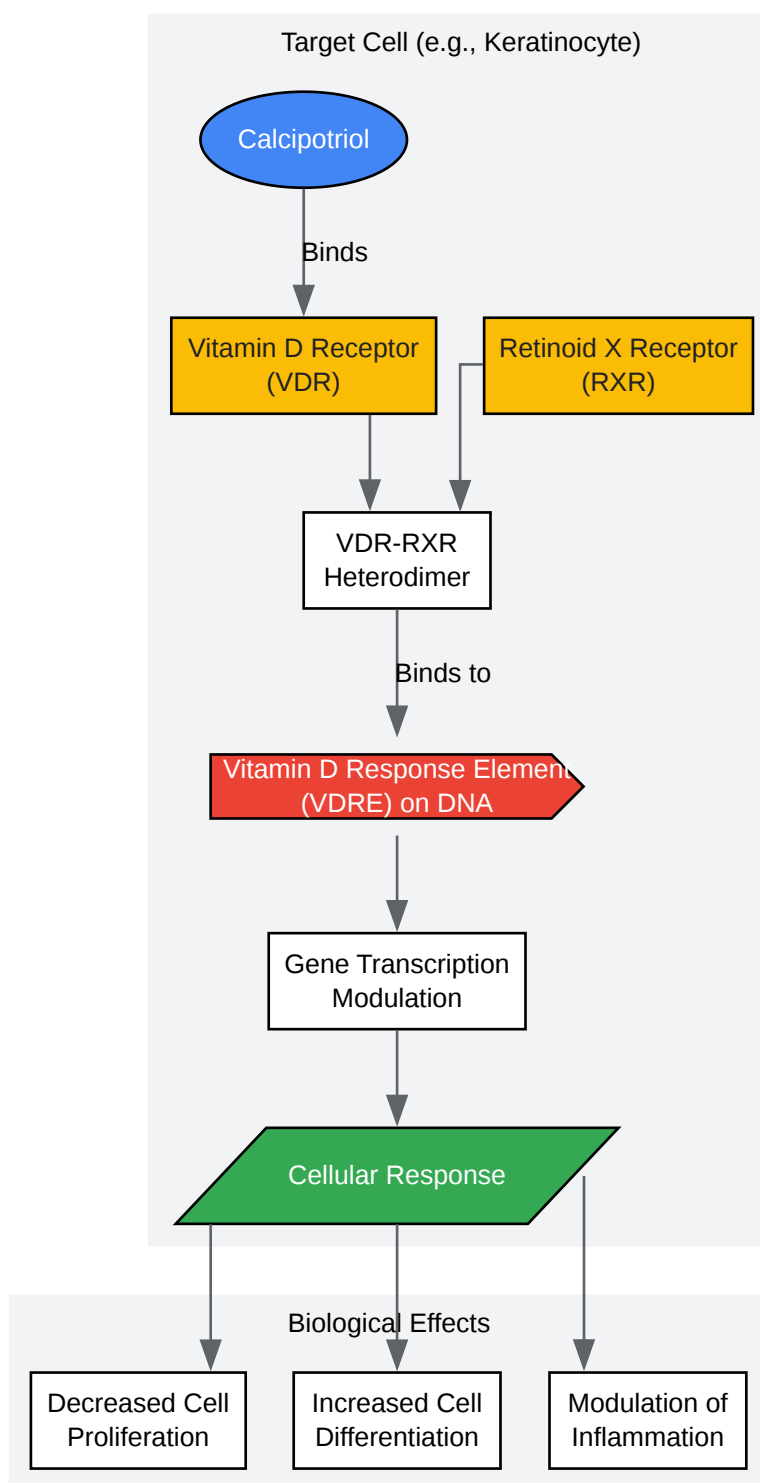 Target Cell (e.g., Keratinocyte)
Calcipotriol
Binds
Vitamin D Receptor
(VDR)
Retinoid X Receptor
(RXR)
VDR-RXR
Heterodimer
Binds to
Vitamin D Response Element
(VDRE) on DNA
Gene Transcription
Modulation
Cellular Response
Biological Effects
Decreased Cell
Proliferation
Increased Cell
Differentiation
Modulation of
Inflammation